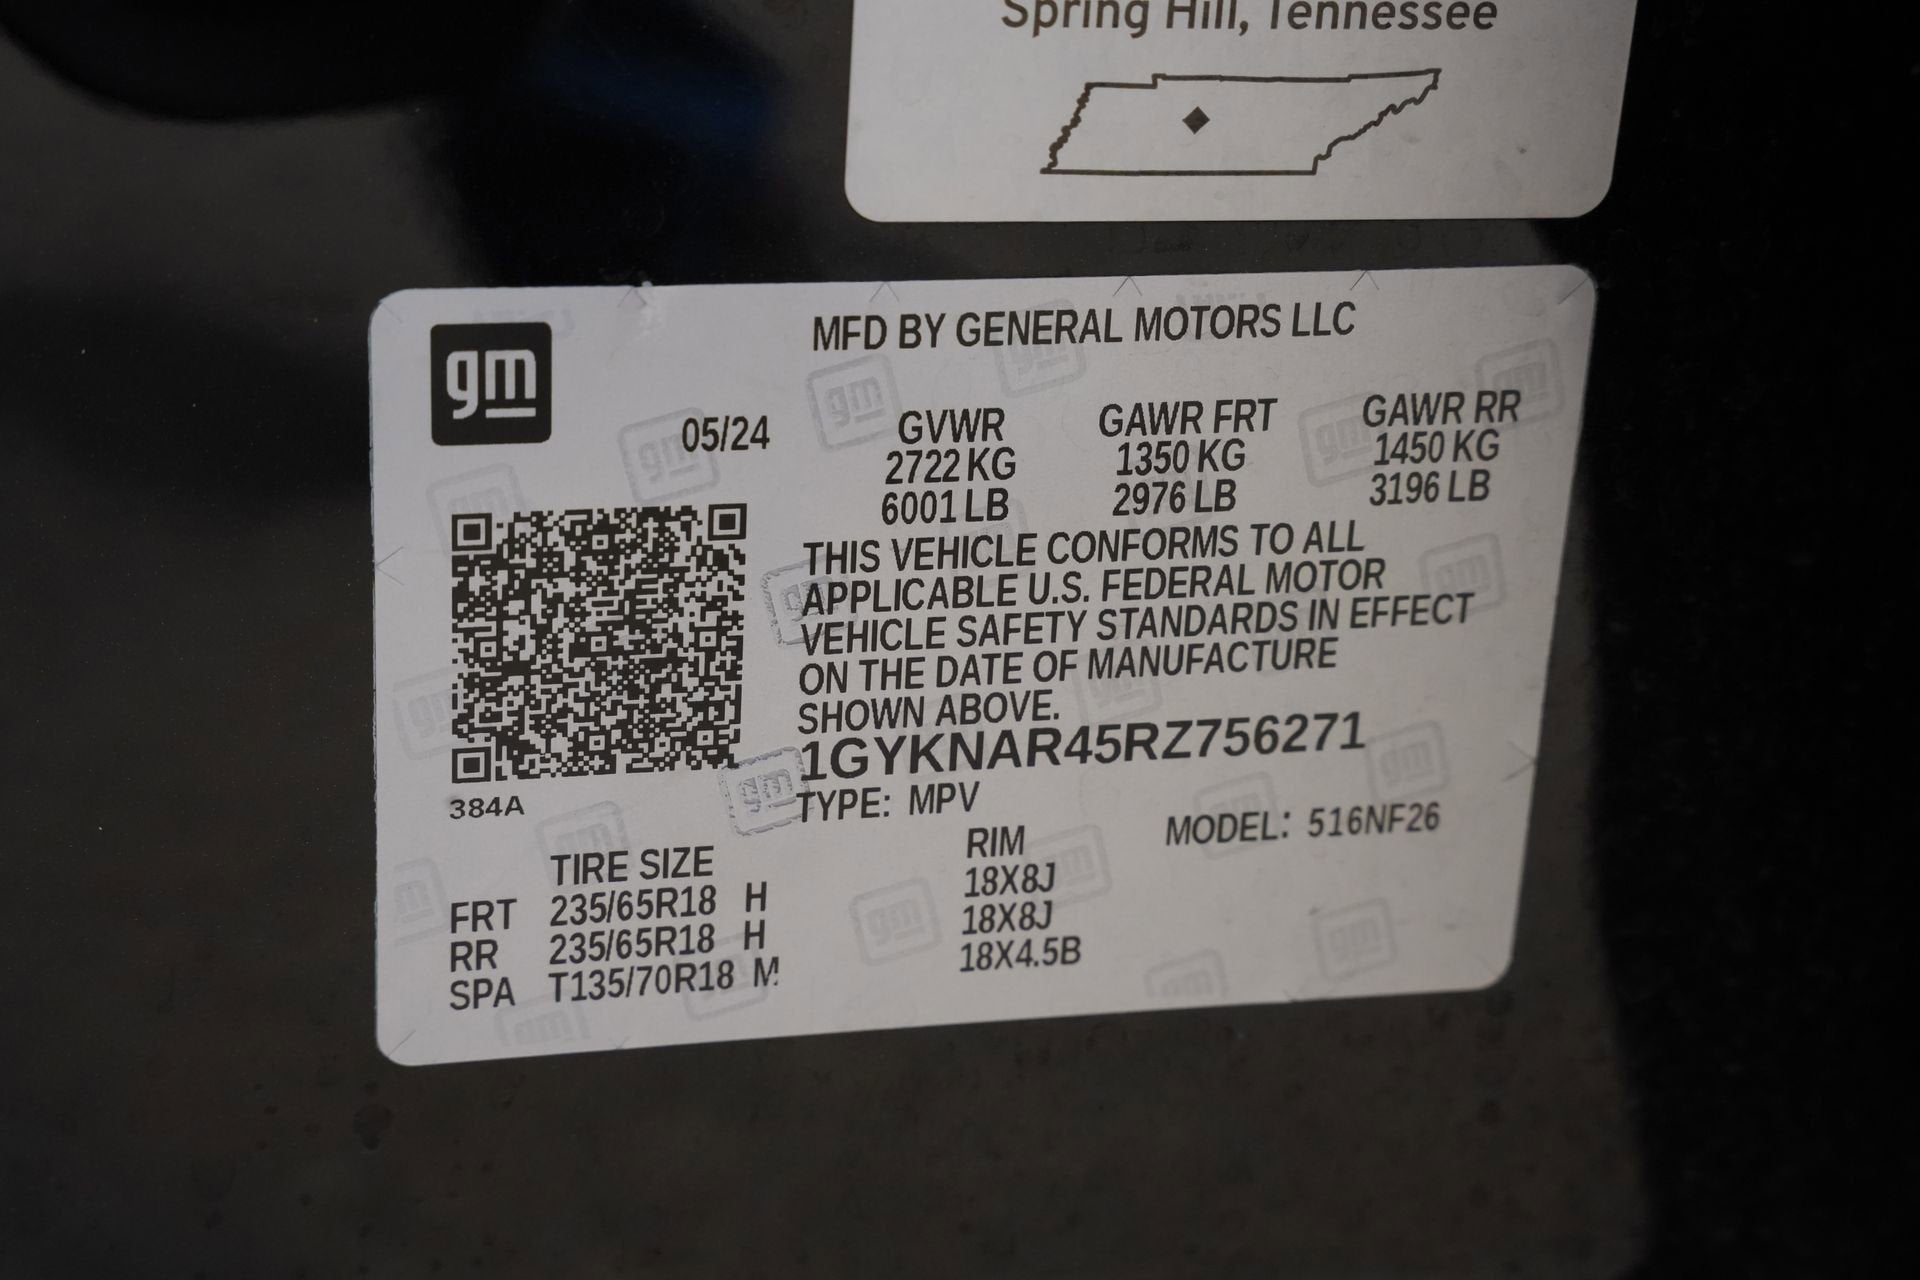 Spring Hill, Tennessee
gm
MFD BY GENERAL MOTORS LLC
05/24
GVWR GAWR FRT GAWR RR
2722 KG 1350 KG 1450 KG
6001 LB 2976 LB 3196 LB
THIS VEHICLE CONFORMS TO ALL
APPLICABLE U.S. FEDERAL MOTOR
VEHICLE SAFETY STANDARDS IN EFFECT
ON THE DATE OF MANUFACTURE
SHOWN ABOVE.
1GYKNAR45RZ756271
384A
TYPE: MPV MODEL: 516NF26
TIRE SIZE RIM
FRT 235/65R18 H 18X8J
RR 235/65R18 H 18X8J
SPA T135/70R18 M 18X4.5B